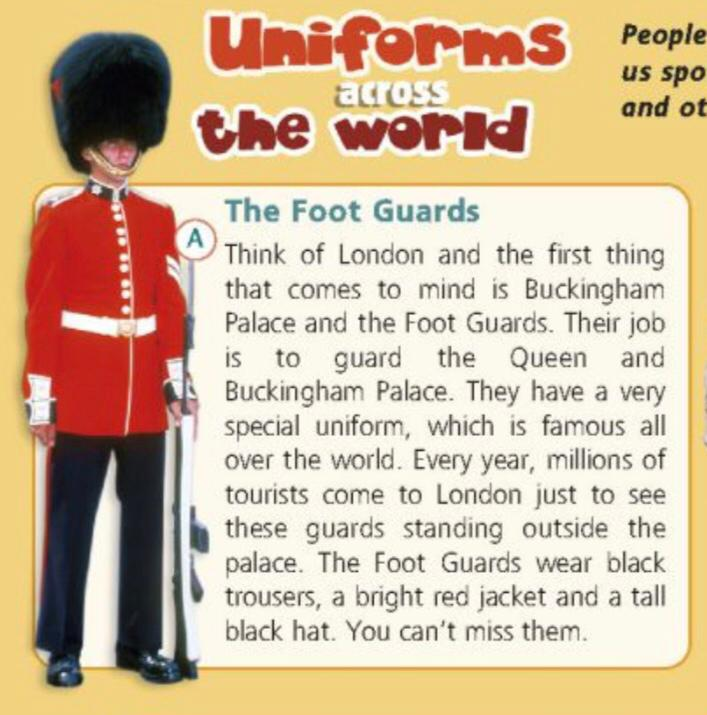 Uniforms
across
the world
People
us spo
and ot
The Foot Guards
A
Think of London and the first thing
that comes to mind is Buckingham
Palace and the Foot Guards. Their job
is to guard the Queen and
Buckingham Palace. They have a very
special uniform, which is famous all
over the world. Every year, millions of
tourists come to London just to see
these guards standing outside the
palace. The Foot Guards wear black
trousers, a bright red jacket and a tall
black hat. You can't miss them.